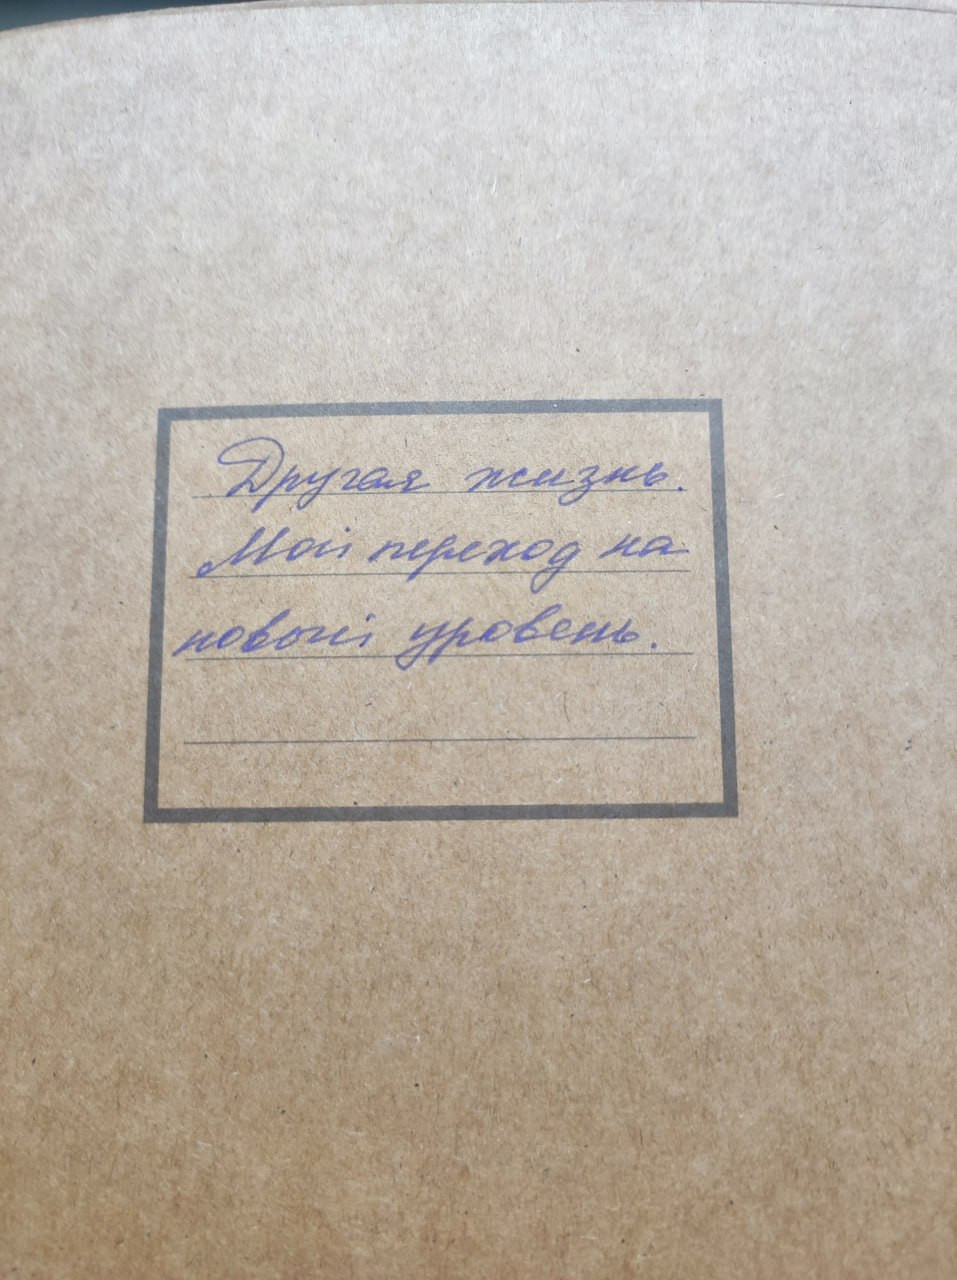 Другая жизнь.
Мой переход на
новый уровень.